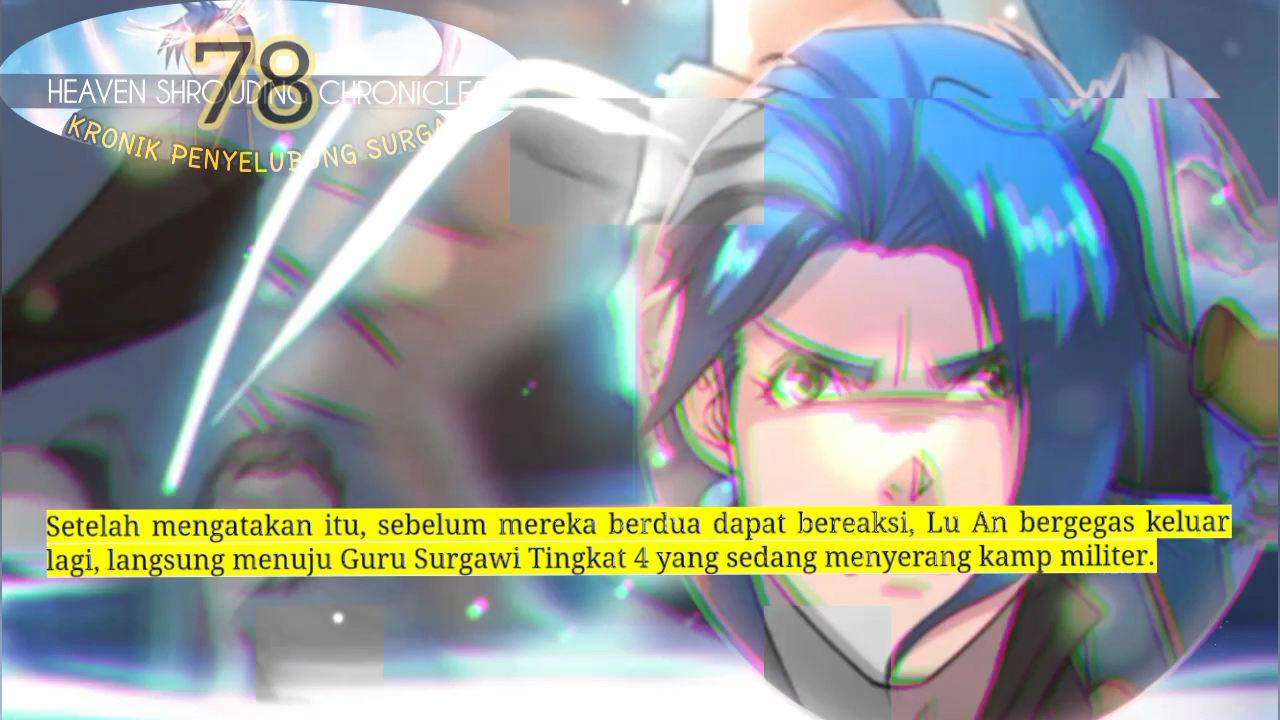 78
HEAVEN SHROUDING CHRONICLES
KRONIK PENYELUBUNG SURGA
Setelah mengatakan itu, sebelum mereka berdua dapat bereaksi, Lu An bergegas keluar
lagi, langsung menuju Guru Surgawi Tingkat 4 yang sedang menyerang kamp militer.